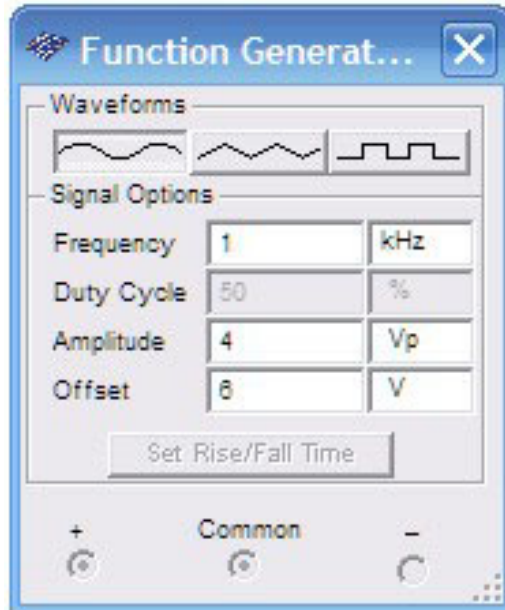 Function Generat...
Waveforms
Signal Options
Frequency 1 kHz
Duty Cycle 50 %
Amplitude 4 Vp
Offset 6 V
Set Rise/Fall Time
+ Common −